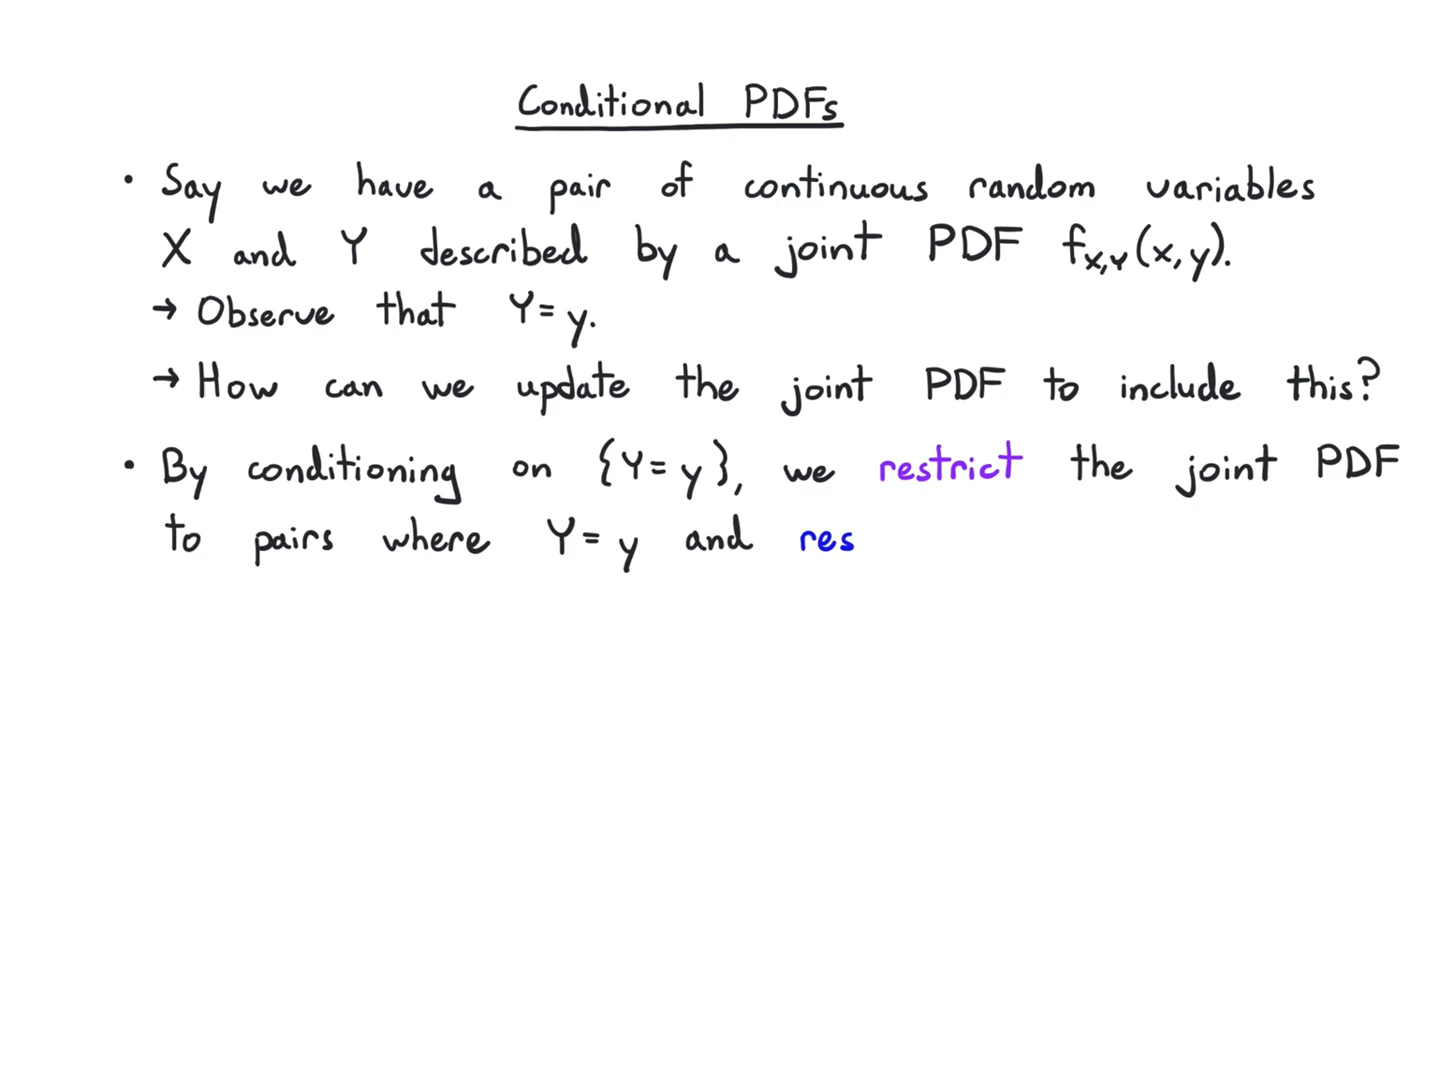 Conditional PDFs
• Say we have a pair of continuous random variables
X and Y described by a joint PDF f_{X,Y}(x,y).
→ Observe that Y=y.
→ How can we update the joint PDF to include this?
• By conditioning on {Y=y}, we restrict the joint PDF
to pairs where Y=y and res